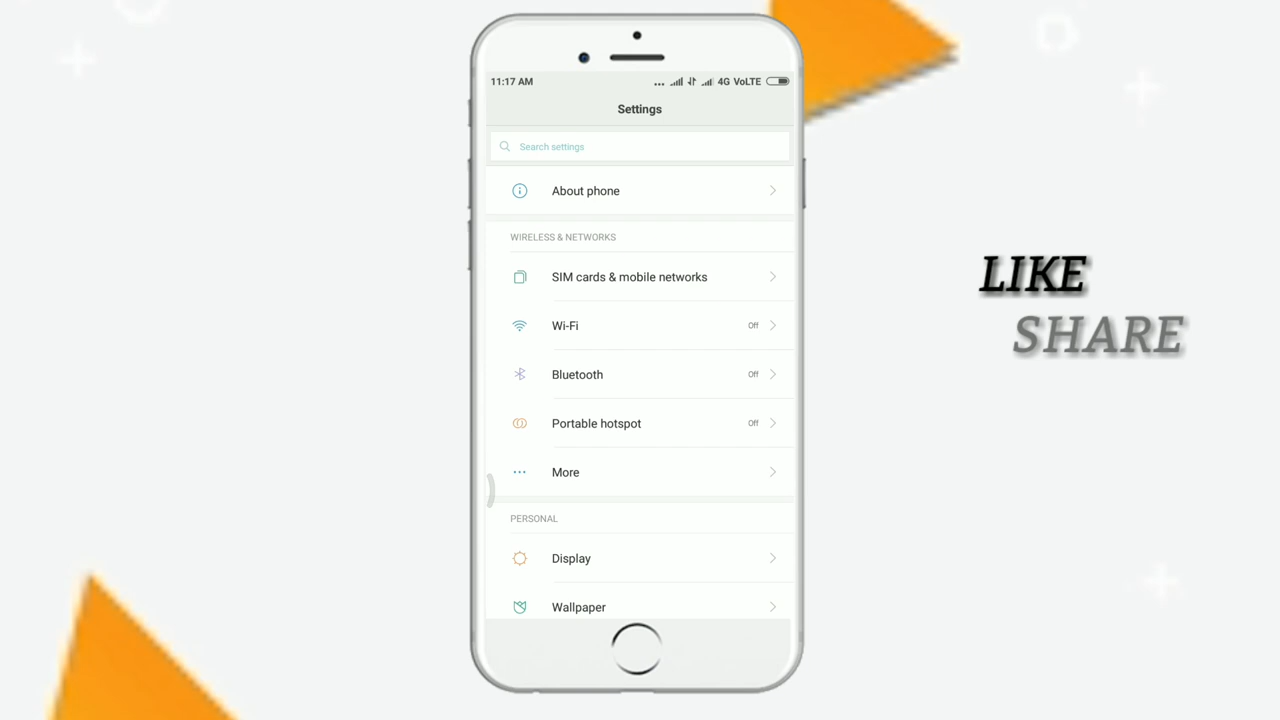 11:17 AM
... 4G VoLTE
Settings
Search settings
About phone
WIRELESS & NETWORKS
SIM cards & mobile networks
Wi-Fi Off
Bluetooth Off
Portable hotspot Off
More
PERSONAL
Display
Wallpaper
LIKE
SHARE